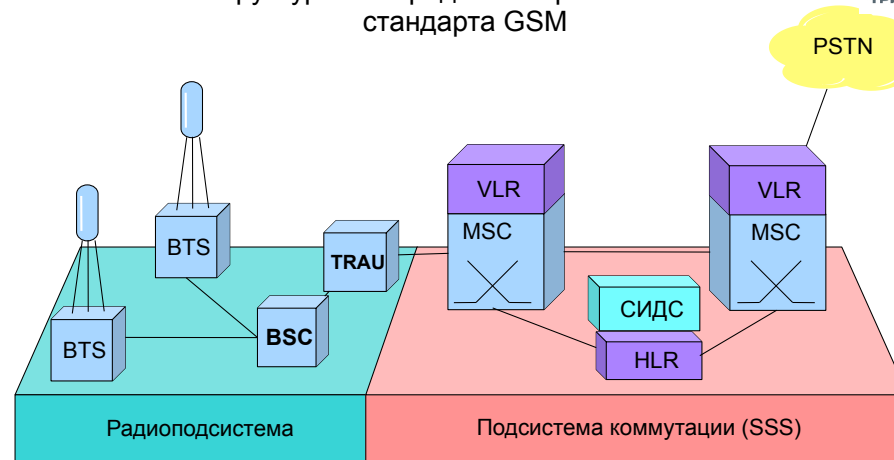 стандарта GSM
PSTN
VLR
VLR
MSC
MSC
BTS
TRAU
BTS
BSC
СИДС
HLR
Радиоподсистема
Подсистема коммутации (SSS)